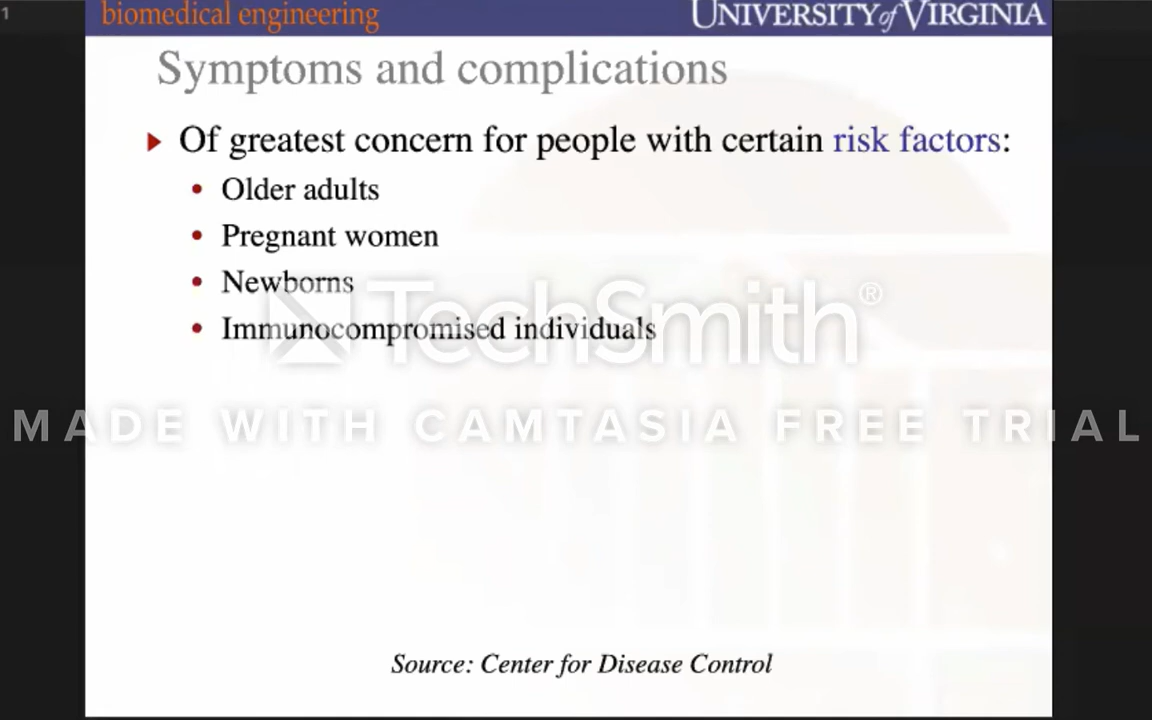 1
biomedical engineering
UNIVERSITY of VIRGINIA
Symptoms and complications
Of greatest concern for people with certain risk factors:
• Older adults
• Pregnant women
• Newborns
• Immunocompromised individuals
TechSmith®
MADE WITH CAMTASIA FREE TRIAL
Source: Center for Disease Control